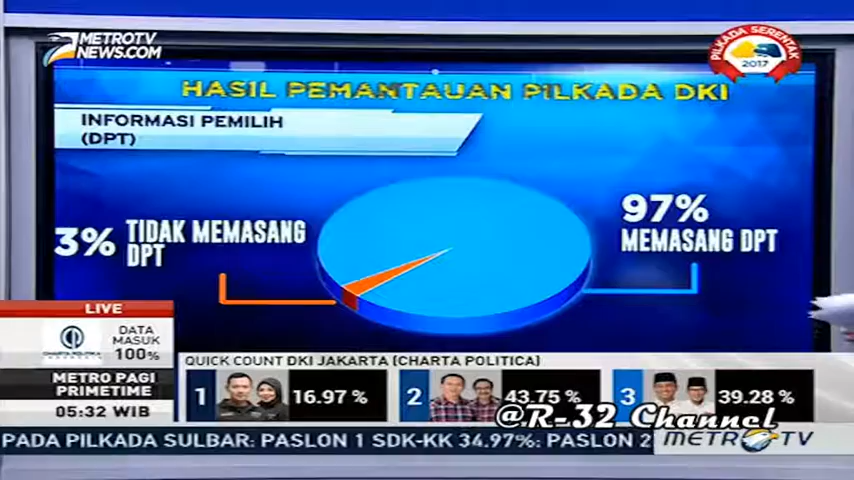 METROTV
NEWS.COM
PILKADA SERENTAK
2017
HASIL PEMANTAUAN PILKADA DKI
INFORMASI PEMILIH
(DPT)
3% TIDAK MEMASANG
DPT
97%
MEMASANG DPT
LIVE
DATA
MASUK
100%
CHARTA POLITIKA
METRO PAGI
PRIMETIME
05:32 WIB
QUICK COUNT DKI JAKARTA (CHARTA POLITICA)
1 16.97 %
2 43.75 %
3 39.28 %
@R-32 Channel
PADA PILKADA SULBAR: PASLON 1 SDK-KK 34.97%: PASLON 2
METRO TV